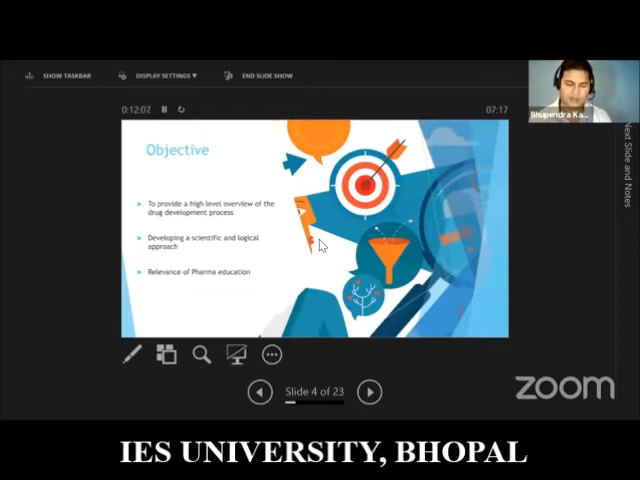 SHOW TASKBAR
DISPLAY SETTINGS ▼
END SLIDE SHOW
Bhupendra Ka...
0:12:07
07:17
Next Slide and Notes
Objective
To provide a high level overview of the
drug development process
Developing a scientific and logical
approach
Relevance of Pharma education
Slide 4 of 23
zoom
IES UNIVERSITY, BHOPAL